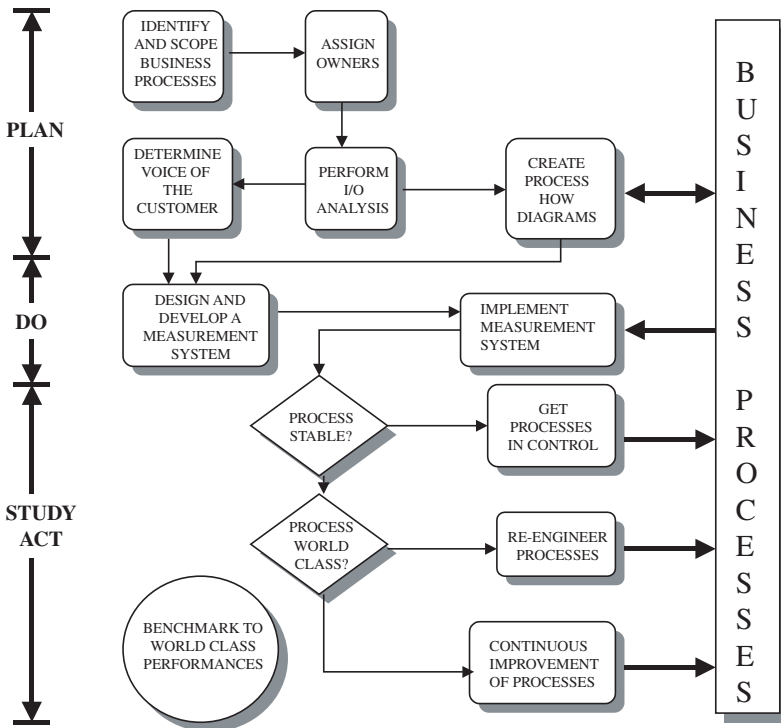 IDENTIFY
AND SCOPE
BUSINESS
PROCESSES
ASSIGN
OWNERS
PLAN
DETERMINE
VOICE OF
THE
CUSTOMER
PERFORM
I/O
ANALYSIS
CREATE
PROCESS
HOW
DIAGRAMS
DO
DESIGN AND
DEVELOP A
MEASUREMENT
SYSTEM
IMPLEMENT
MEASUREMENT
SYSTEM
PROCESS
STABLE?
GET
PROCESSES
IN CONTROL
STUDY
ACT
PROCESS
WORLD
CLASS?
RE-ENGINEER
PROCESSES
BENCHMARK TO
WORLD CLASS
PERFORMANCES
CONTINUOUS
IMPROVEMENT
OF PROCESSES
BUSINESS PROCESSES